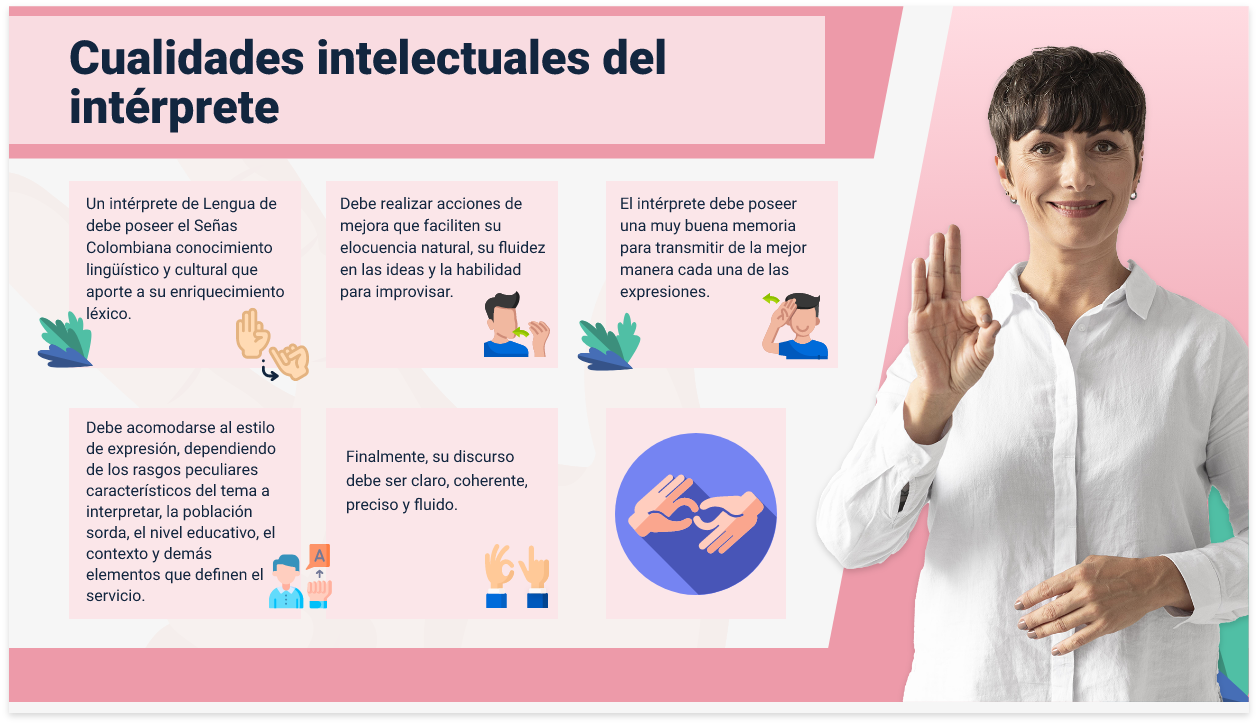 Cualidades intelectuales del
intérprete
Un intérprete de Lengua de
debe poseer el Señas
Colombiana conocimiento
lingüístico y cultural que
aporte a su enriquecimiento
léxico.
Debe realizar acciones de
mejora que faciliten su
elocuencia natural, su fluidez
en las ideas y la habilidad
para improvisar.
El intérprete debe poseer
una muy buena memoria
para transmitir de la mejor
manera cada una de las
expresiones.
Debe acomodarse al estilo
de expresión, dependiendo
de los rasgos peculiares
característicos del tema a
interpretar, la población
sorda, el nivel educativo, el
contexto y demás
elementos que definen el
servicio.
A
Finalmente, su discurso
debe ser claro, coherente,
preciso y fluido.